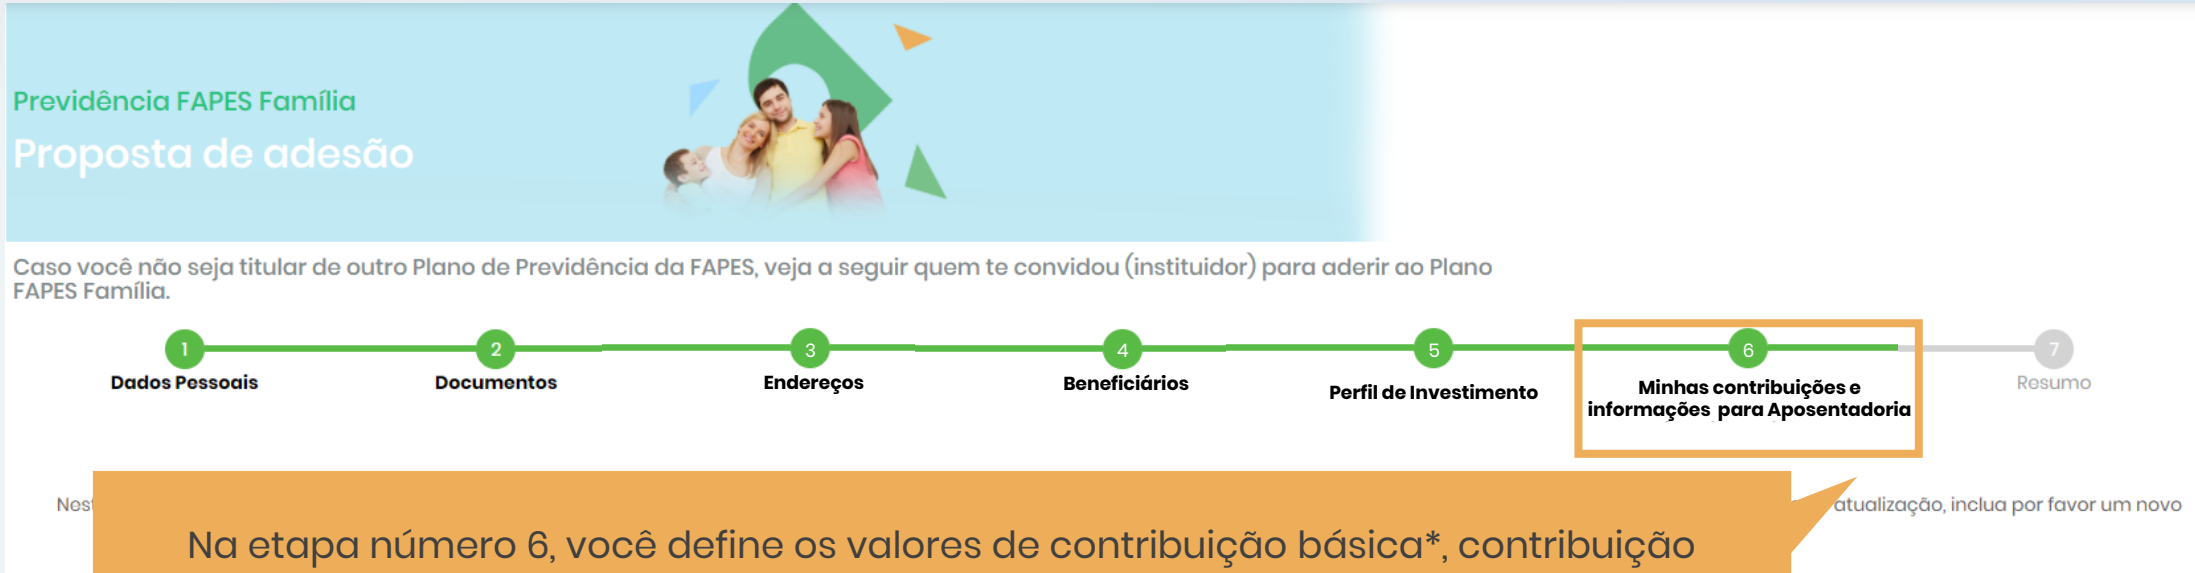 Previdência FAPES Família
Proposta de adesão
Caso você não seja titular de outro Plano de Previdência da FAPES, veja a seguir quem te convidou (instituidor) para aderir ao Plano
FAPES Família.
1
2
3
4
5
6
7
Dados Pessoais
Documentos
Endereços
Beneficiários
Perfil de Investimento
Minhas contribuições e
informações para Aposentadoria
Resumo
atualização, inclua por favor um novo
Na etapa número 6, você define os valores de contribuição básica*, contribuição